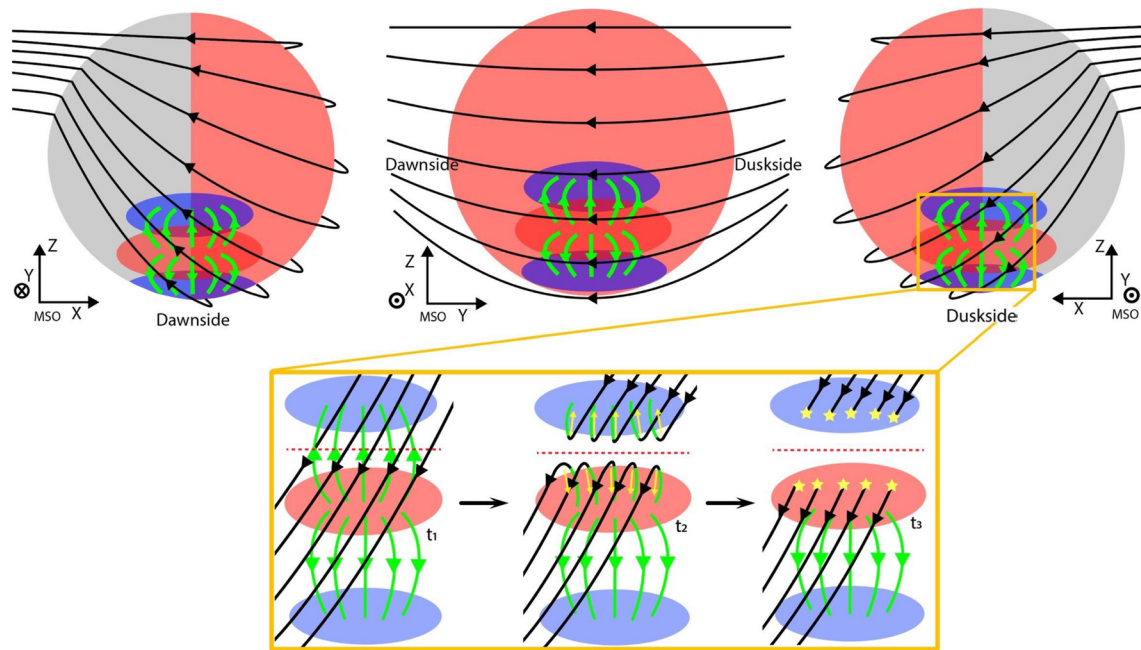 Dawnside
Duskside
Z
Y
MSO
X
Dawnside
Z
X
MSO
Y
Z
Y
X
MSO
Duskside
t₁
t₂
t₃